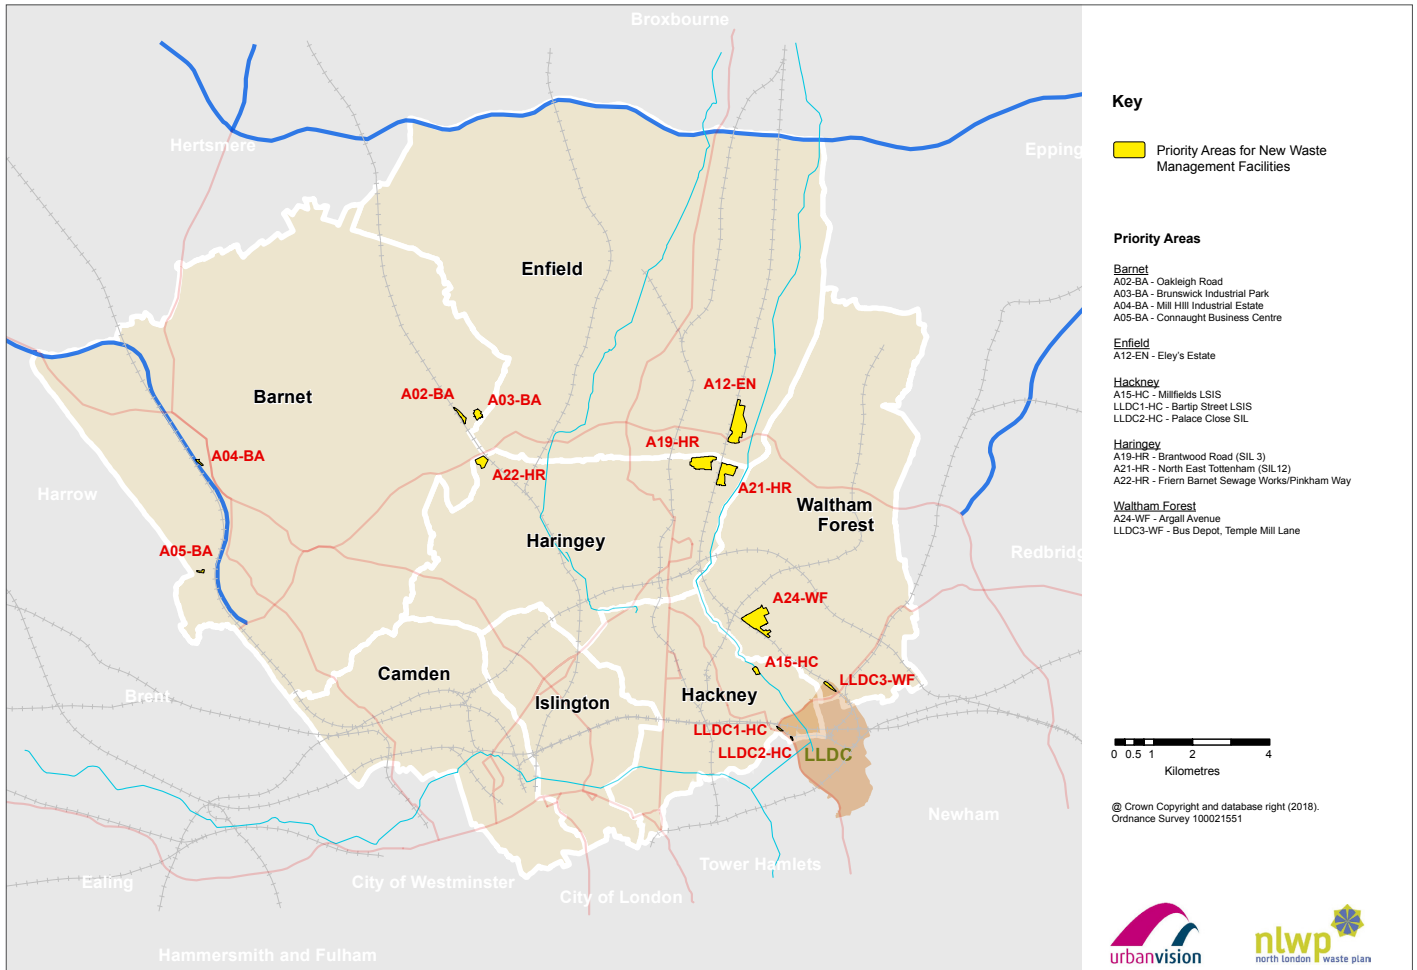 Broxbourne
Hertsmere
Epping
Enfield
Barnet
A02-BA
A03-BA
A12-EN
A04-BA
A19-HR
A22-HR
A21-HR
Harrow
Waltham
Forest
Haringey
A05-BA
Redbridg
A24-WF
A15-HC
Camden
LLDC3-WF
Brent
Hackney
Islington
LLDC1-HC
LLDC2-HC
LLDC
Newham
Tower Hamlets
Ealing
City of Westminster
City of London
Hammersmith and Fulham
Key
Priority Areas for New Waste
Management Facilities
Priority Areas
Barnet
A02-BA - Oakleigh Road
A03-BA - Brunswick Industrial Park
A04-BA - Mill HIll Industrial Estate
A05-BA - Connaught Business Centre
Enfield
A12-EN - Eley's Estate
Hackney
A15-HC - Millfields LSIS
LLDC1-HC - Bartip Street LSIS
LLDC2-HC - Palace Close SIL
Haringey
A19-HR - Brantwood Road (SIL 3)
A21-HR - North East Tottenham (SIL12)
A22-HR - Friern Barnet Sewage Works/Pinkham Way
Waltham Forest
A24-WF - Argall Avenue
LLDC3-WF - Bus Depot, Temple Mill Lane
0 0.5 1 2 4
Kilometres
@ Crown Copyright and database right (2018).
Ordnance Survey 100021551
urbanvision
nlwp
north london waste plan